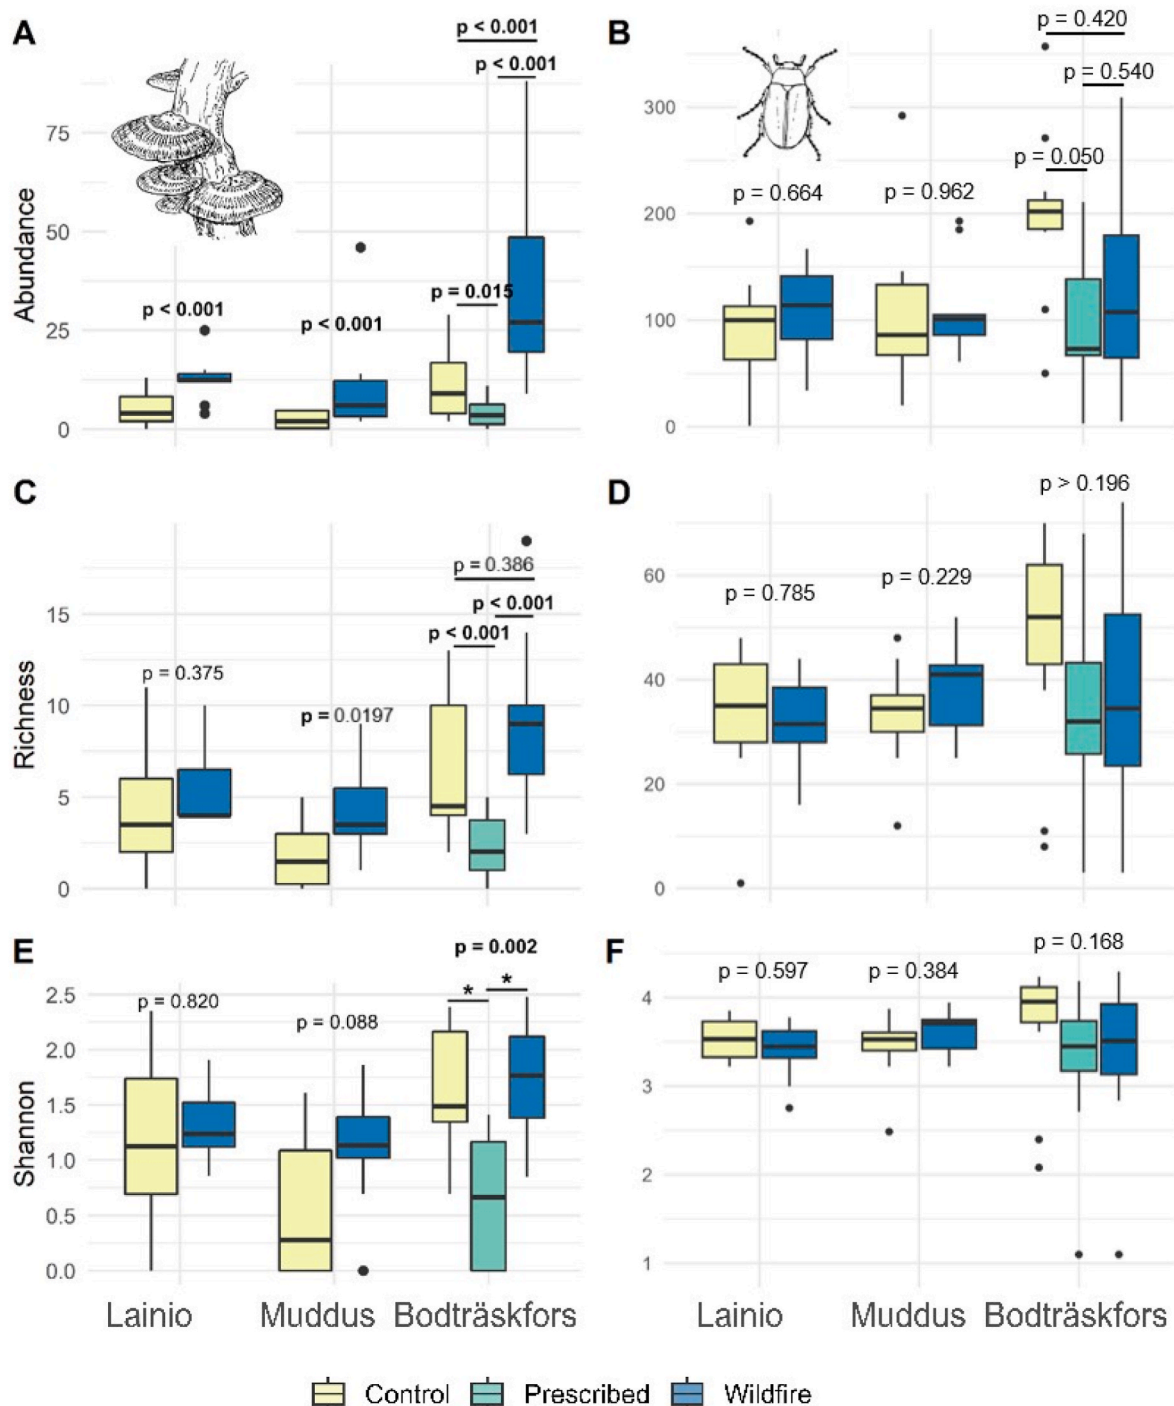 A
p < 0.001
p < 0.001
Abundance
75
50
25
0
p < 0.001
p < 0.001
p = 0.015
B
p = 0.420
p = 0.540
p = 0.050
p = 0.664
p = 0.962
300
200
100
0
C
p = 0.386
p < 0.001
p < 0.001
p = 0.375
p = 0.0197
Richness
15
10
5
0
D
p > 0.196
p = 0.229
p = 0.785
60
40
20
0
E
p = 0.002
*
*
p = 0.820
p = 0.088
Shannon
2.5
2.0
1.5
1.0
0.5
0.0
Lainio Muddus Bodträskfors
F
p = 0.168
p = 0.597
p = 0.384
4
3
2
1
Lainio Muddus Bodträskfors
Control Prescribed Wildfire